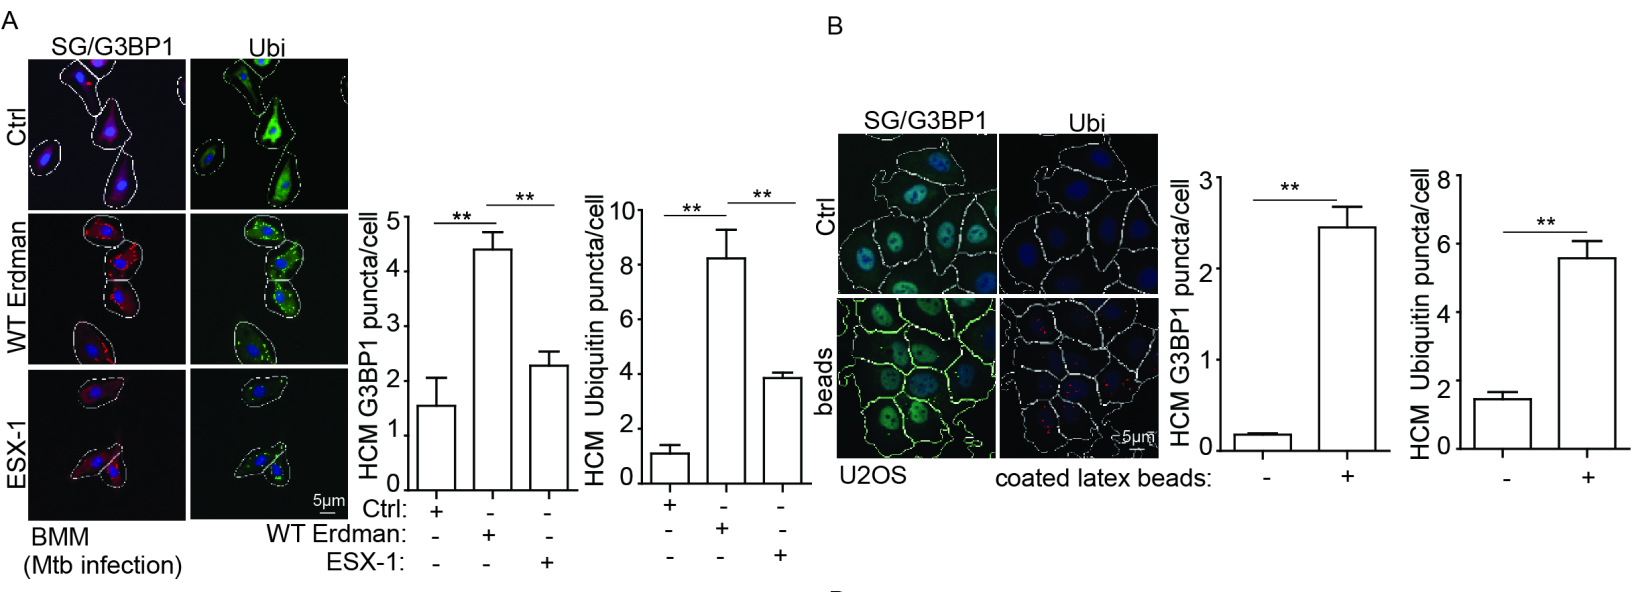 A
SG/G3BP1
Ubi
Ctrl
WT Erdman
ESX-1
5µm
BMM
(Mtb infection)
HCM G3BP1 puncta/cell
5
4
3
2
1
0
**
**
HCM Ubiquitin puncta/cell
10
8
6
4
2
0
**
**
Ctrl: + - - + - -
WT Erdman: - + - - + -
ESX-1: - - + - - +
B
SG/G3BP1
Ubi
Ctrl
beads
5µm
U2OS
HCM G3BP1 puncta/cell
3
2
1
0
**
HCM Ubiquitin puncta/cell
8
6
4
2
0
**
coated latex beads: - + - +